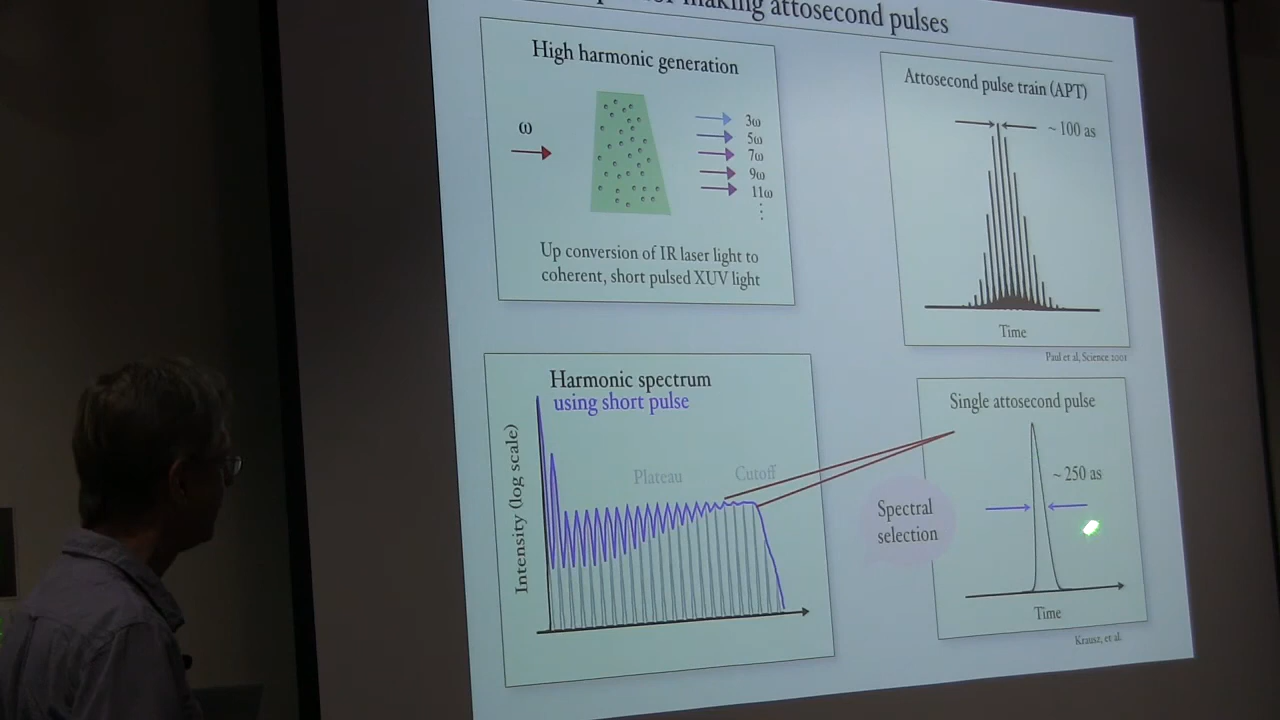 making attosecond pulses
High harmonic generation
ω
3ω
5ω
7ω
9ω
11ω
Up conversion of IR laser light to
coherent, short pulsed XUV light
Attosecond pulse train (APT)
~ 100 as
Time
Paul et al, Science 2001
Harmonic spectrum
using short pulse
Intensity (log scale)
Plateau
Cutoff
Spectral
selection
Single attosecond pulse
~ 250 as
Time
Krausz, et al.